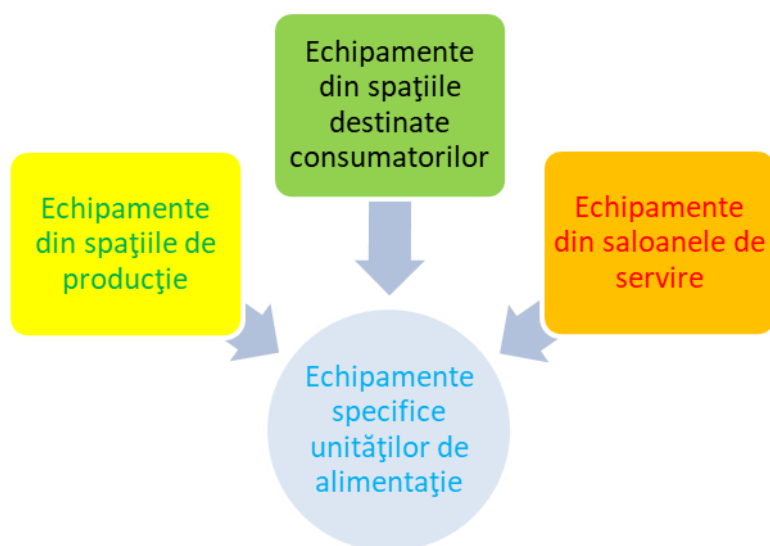 Echipamente
din spaţiile
destinate
consumatorilor
Echipamente
din spaţiile de
producţie
Echipamente
din saloanele de
servire
Echipamente
specifice
unităţilor de
alimentaţie